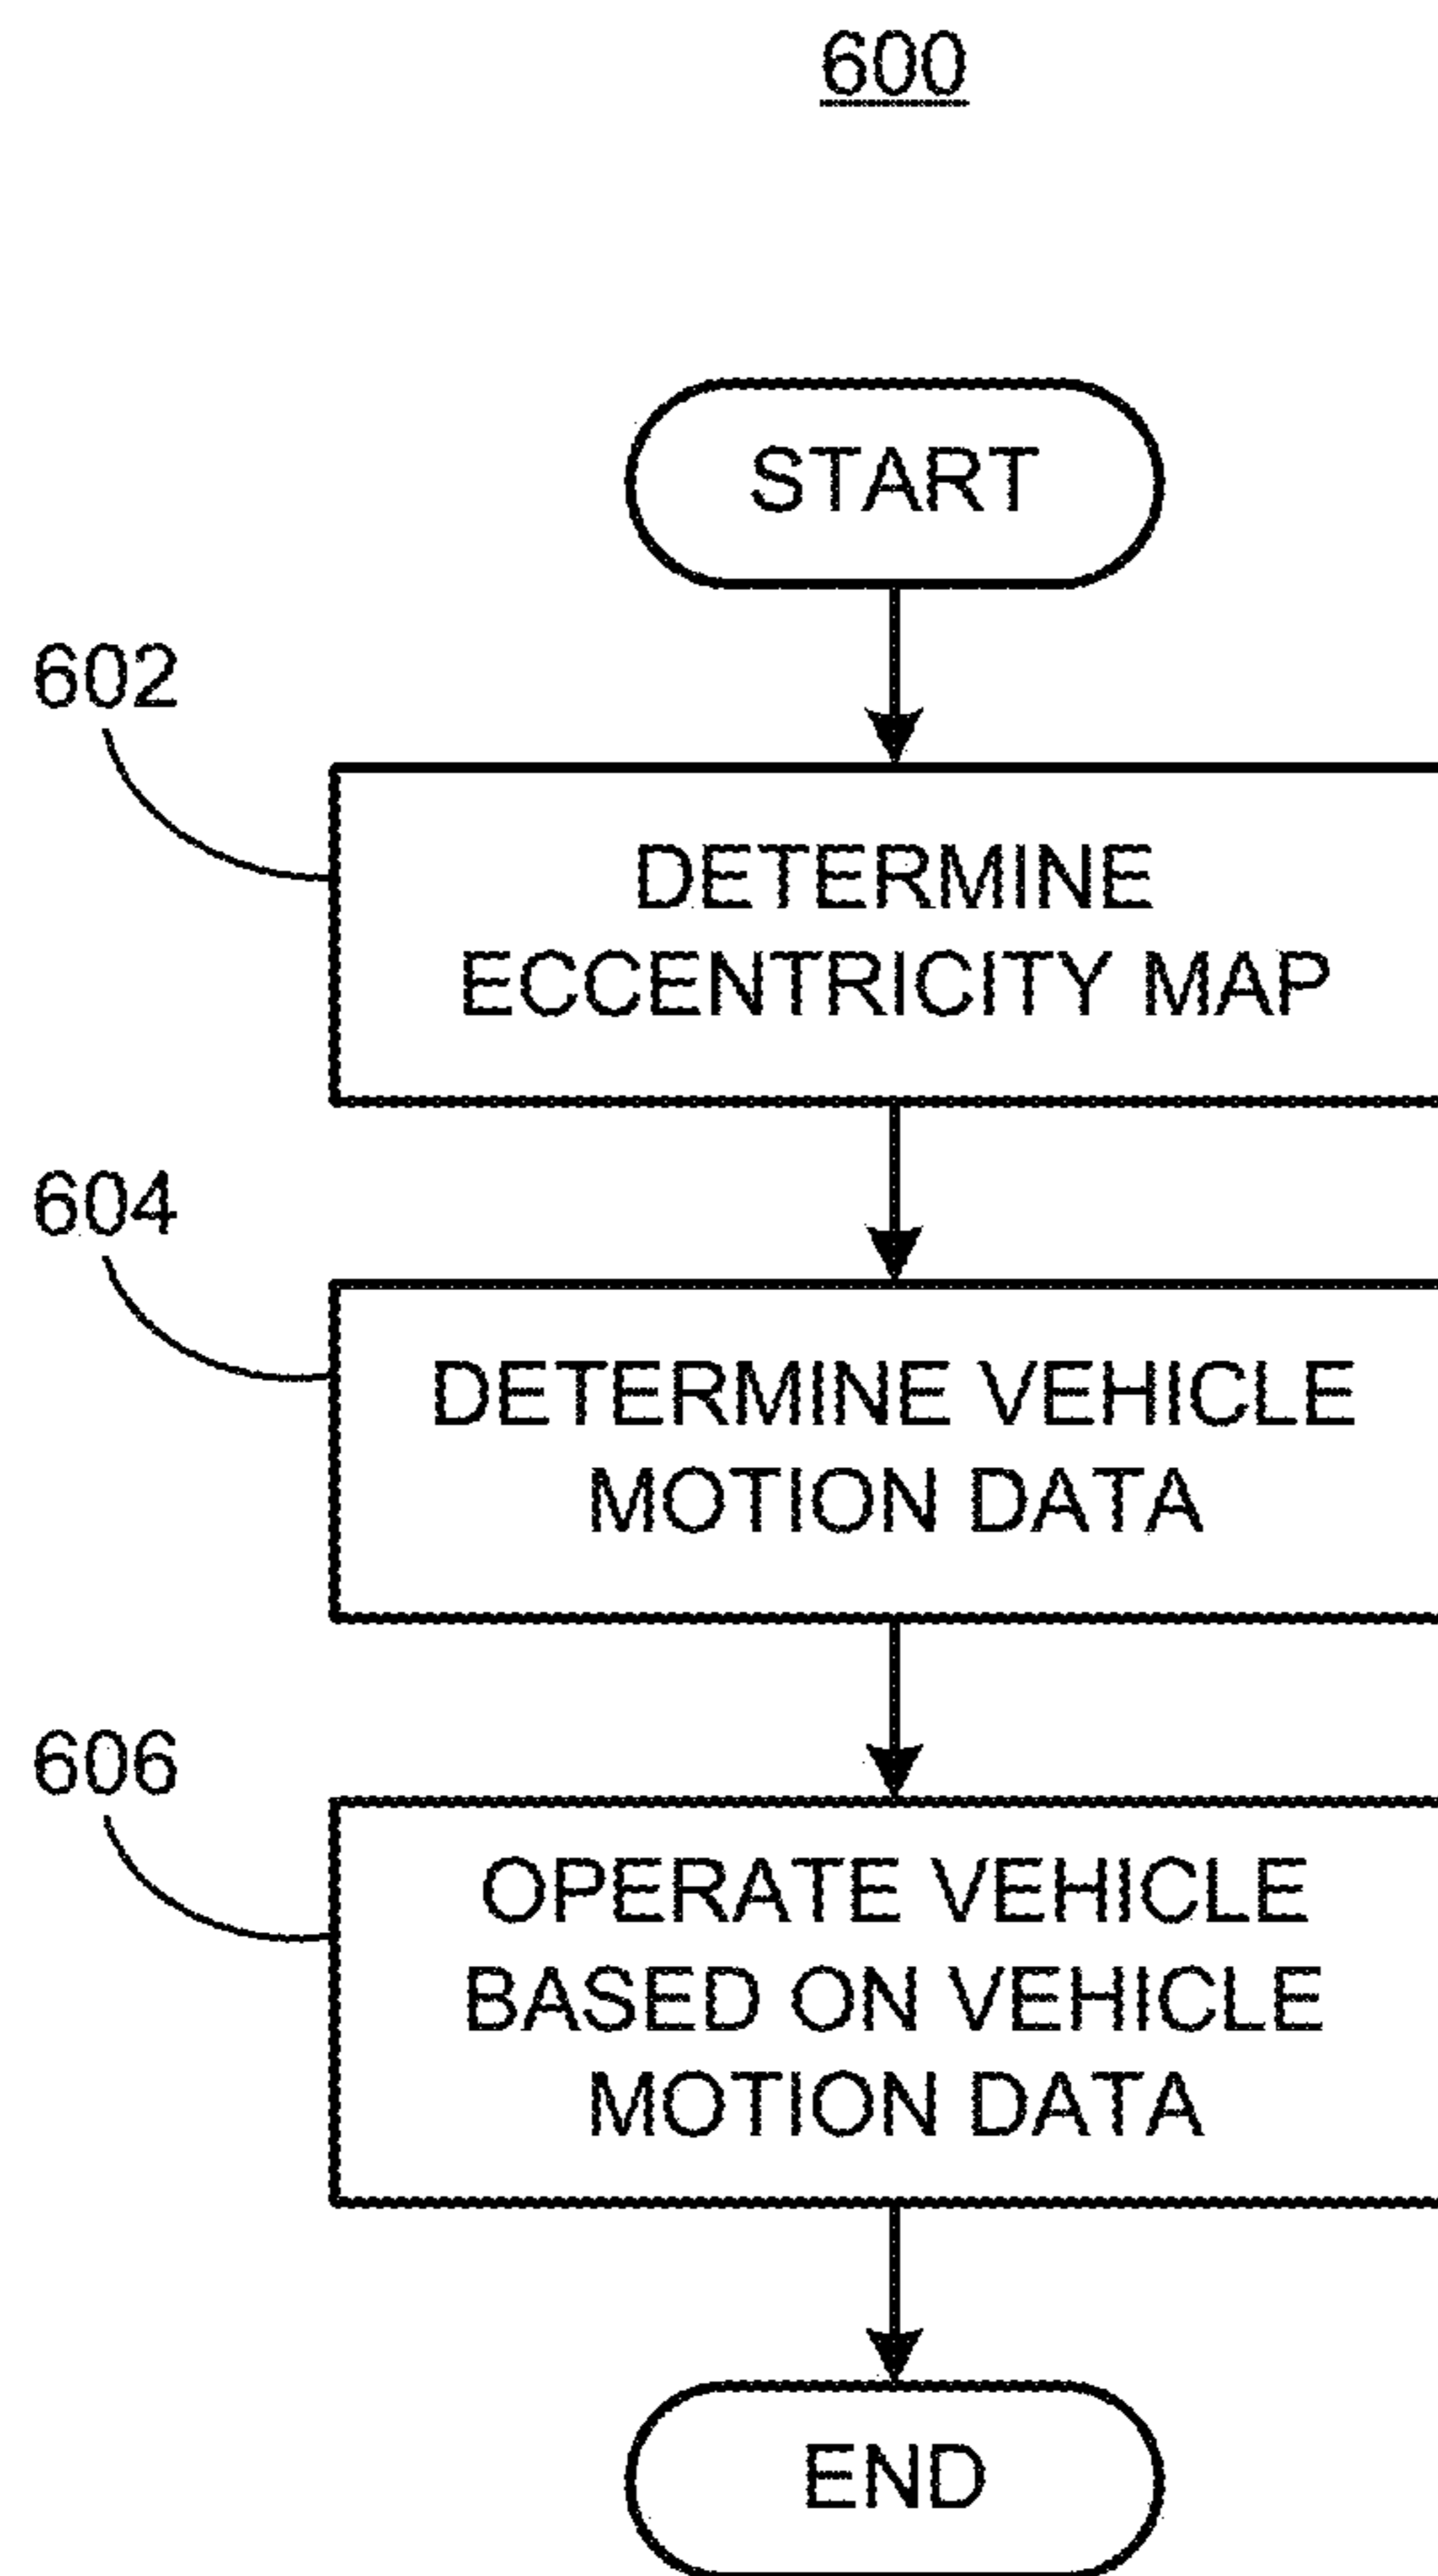 600
START
602
DETERMINE
ECCENTRICITY MAP
604
DETERMINE VEHICLE
MOTION DATA
606
OPERATE VEHICLE
BASED ON VEHICLE
MOTION DATA
END